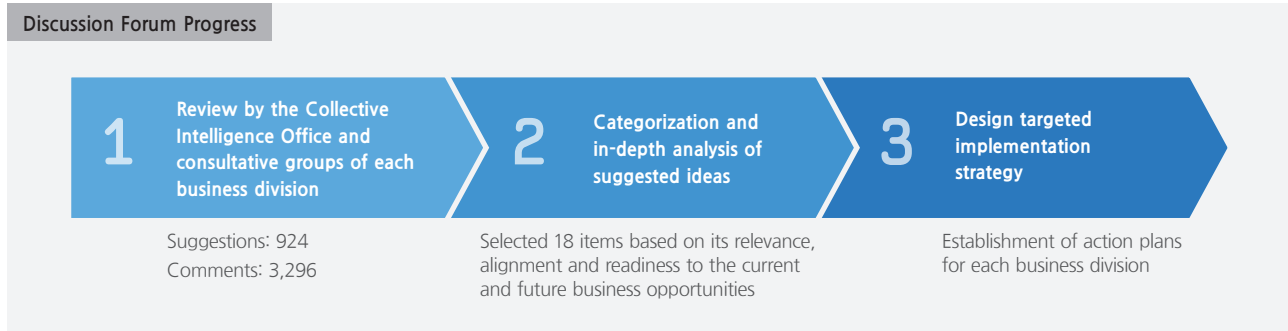 Discussion Forum Progress
1
Review by the Collective
Intelligence Office and
consultative groups of each
business division
Suggestions: 924
Comments: 3,296
2
Categorization and
in-depth analysis of
suggested ideas
Selected 18 items based on its relevance,
alignment and readiness to the current
and future business opportunities
3
Design targeted
implementation
strategy
Establishment of action plans
for each business division